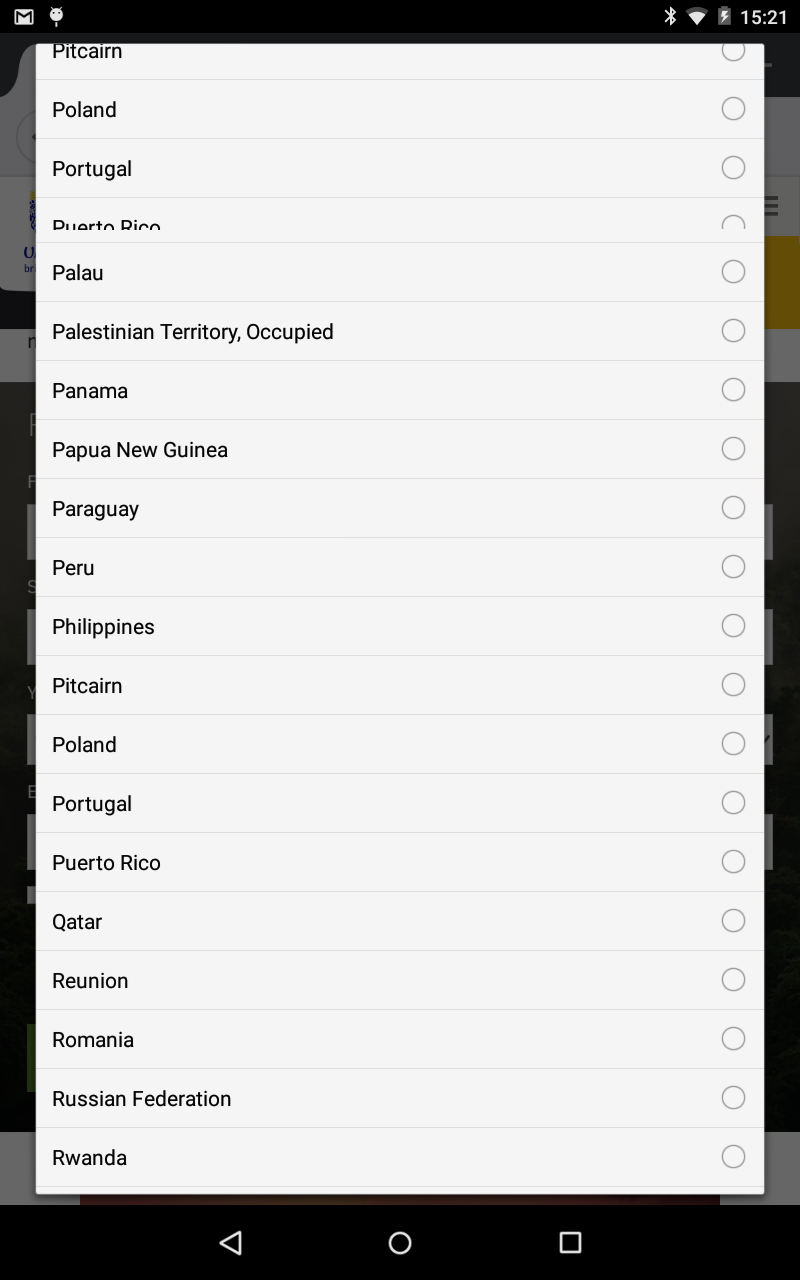 15:21
Pitcairn
Poland
Portugal
Puerto Rico
Palau
Palestinian Territory, Occupied
Panama
Papua New Guinea
Paraguay
Peru
Philippines
Pitcairn
Poland
Portugal
Puerto Rico
Qatar
Reunion
Romania
Russian Federation
Rwanda